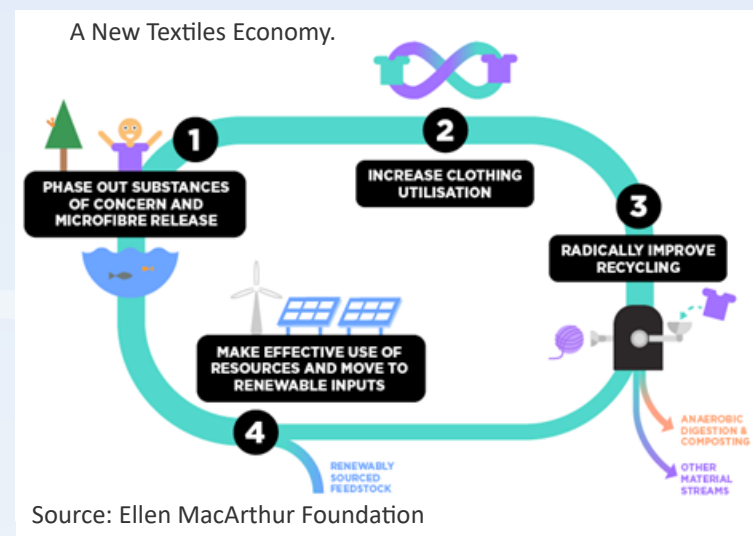 A New Textiles Economy.
1
PHASE OUT SUBSTANCES
OF CONCERN AND
MICROFIBRE RELEASE
2
INCREASE CLOTHING
UTILISATION
3
RADICALLY IMPROVE
RECYCLING
MAKE EFFECTIVE USE OF
RESOURCES AND MOVE TO
RENEWABLE INPUTS
4
ANAEROBIC
DIGESTION &
COMPOSTING
OTHER
MATERIAL
STREAMS
RENEWABLY
SOURCED
FEEDSTOCK
Source: Ellen MacArthur Foundation